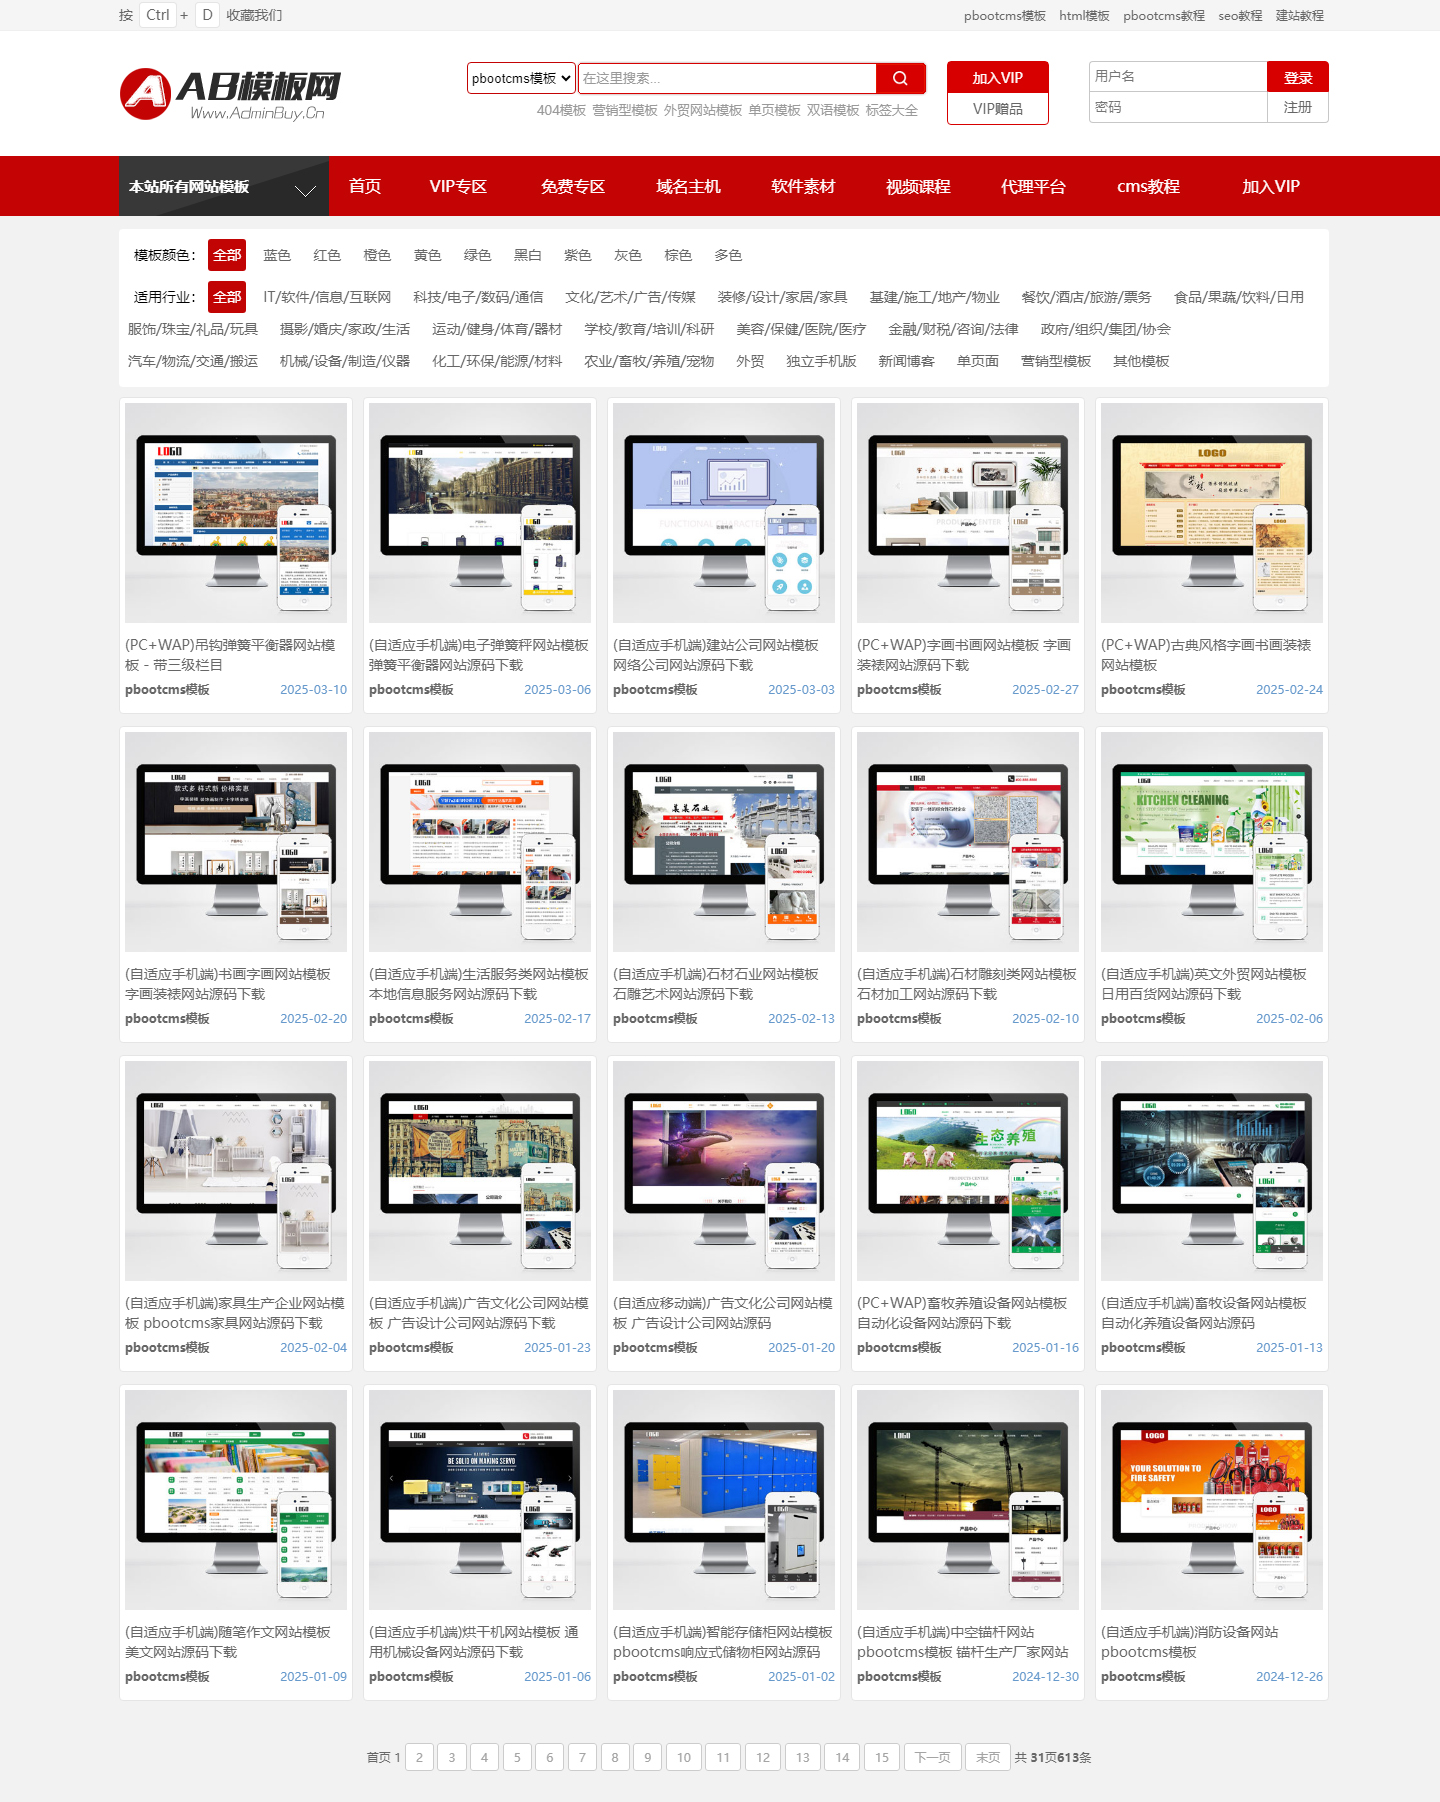 按 Ctrl + D 收藏我们
pbootcms模板 html模板 pbootcms教程 seo教程 建站教程
AB模板网
Www.AdminBuy.Cn
pbootcms模板 在这里搜索...
404模板 营销型模板 外贸网站模板 单页模板 双语模板 标签大全
加入VIP
VIP赠品
用户名 登录
密码 注册
本站所有网站模板 首页 VIP专区 免费专区 域名主机 软件素材 视频课程 代理平台 cms教程 加入VIP
模板颜色： 全部 蓝色 红色 橙色 黄色 绿色 黑白 紫色 灰色 棕色 多色
适用行业： 全部 IT/软件/信息/互联网 科技/电子/数码/通信 文化/艺术/广告/传媒 装修/设计/家居/家具 基建/施工/地产/物业 餐饮/酒店/旅游/票务 食品/果蔬/饮料/日用
服饰/珠宝/礼品/玩具 摄影/婚庆/家政/生活 运动/健身/体育/器材 学校/教育/培训/科研 美容/保健/医院/医疗 金融/财税/咨询/法律 政府/组织/集团/协会
汽车/物流/交通/搬运 机械/设备/制造/仪器 化工/环保/能源/材料 农业/畜牧/养殖/宠物 外贸 独立手机版 新闻博客 单页面 营销型模板 其他模板
(PC+WAP)吊钩弹簧平衡器网站模
板 - 带三级栏目
pbootcms模板 2025-03-10
(自适应手机端)电子弹簧秤网站模板
弹簧平衡器网站源码下载
pbootcms模板 2025-03-06
(自适应手机端)建站公司网站模板
网络公司网站源码下载
pbootcms模板 2025-03-03
(PC+WAP)字画书画网站模板 字画
装裱网站源码下载
pbootcms模板 2025-02-27
(PC+WAP)古典风格字画书画装裱
网站模板
pbootcms模板 2025-02-24
款式多 样式新 价格实惠
(自适应手机端)书画字画网站模板
字画装裱网站源码下载
pbootcms模板 2025-02-20
(自适应手机端)生活服务类网站模板
本地信息服务网站源码下载
pbootcms模板 2025-02-17
(自适应手机端)石材石业网站模板
石雕艺术网站源码下载
pbootcms模板 2025-02-13
(自适应手机端)石材雕刻类网站模板
石材加工网站源码下载
pbootcms模板 2025-02-10
KITCHEN CLEANING
(自适应手机端)英文外贸网站模板
日用百货网站源码下载
pbootcms模板 2025-02-06
(自适应手机端)家具生产企业网站模
板 pbootcms家具网站源码下载
pbootcms模板 2025-02-04
(自适应手机端)广告文化公司网站模
板 广告设计公司网站源码下载
pbootcms模板 2025-01-23
(自适应移动端)广告文化公司网站模
板 广告设计公司网站源码
pbootcms模板 2025-01-20
生态养殖
(PC+WAP)畜牧养殖设备网站模板
自动化设备网站源码下载
pbootcms模板 2025-01-16
(自适应手机端)畜牧设备网站模板
自动化养殖设备网站源码
pbootcms模板 2025-01-13
(自适应手机端)随笔作文网站模板
美文网站源码下载
pbootcms模板 2025-01-09
BE SOLID ON MAKING SERVO
(自适应手机端)烘干机网站模板 通
用机械设备网站源码下载
pbootcms模板 2025-01-06
(自适应手机端)智能存储柜网站模板
pbootcms响应式储物柜网站源码
pbootcms模板 2025-01-02
(自适应手机端)中空锚杆网站
pbootcms模板 锚杆生产厂家网站
pbootcms模板 2024-12-30
YOUR SOLUTION TO
FIRE SAFETY
(自适应手机端)消防设备网站
pbootcms模板
pbootcms模板 2024-12-26
首页 1 2 3 4 5 6 7 8 9 10 11 12 13 14 15 下一页 末页 共 31页613条